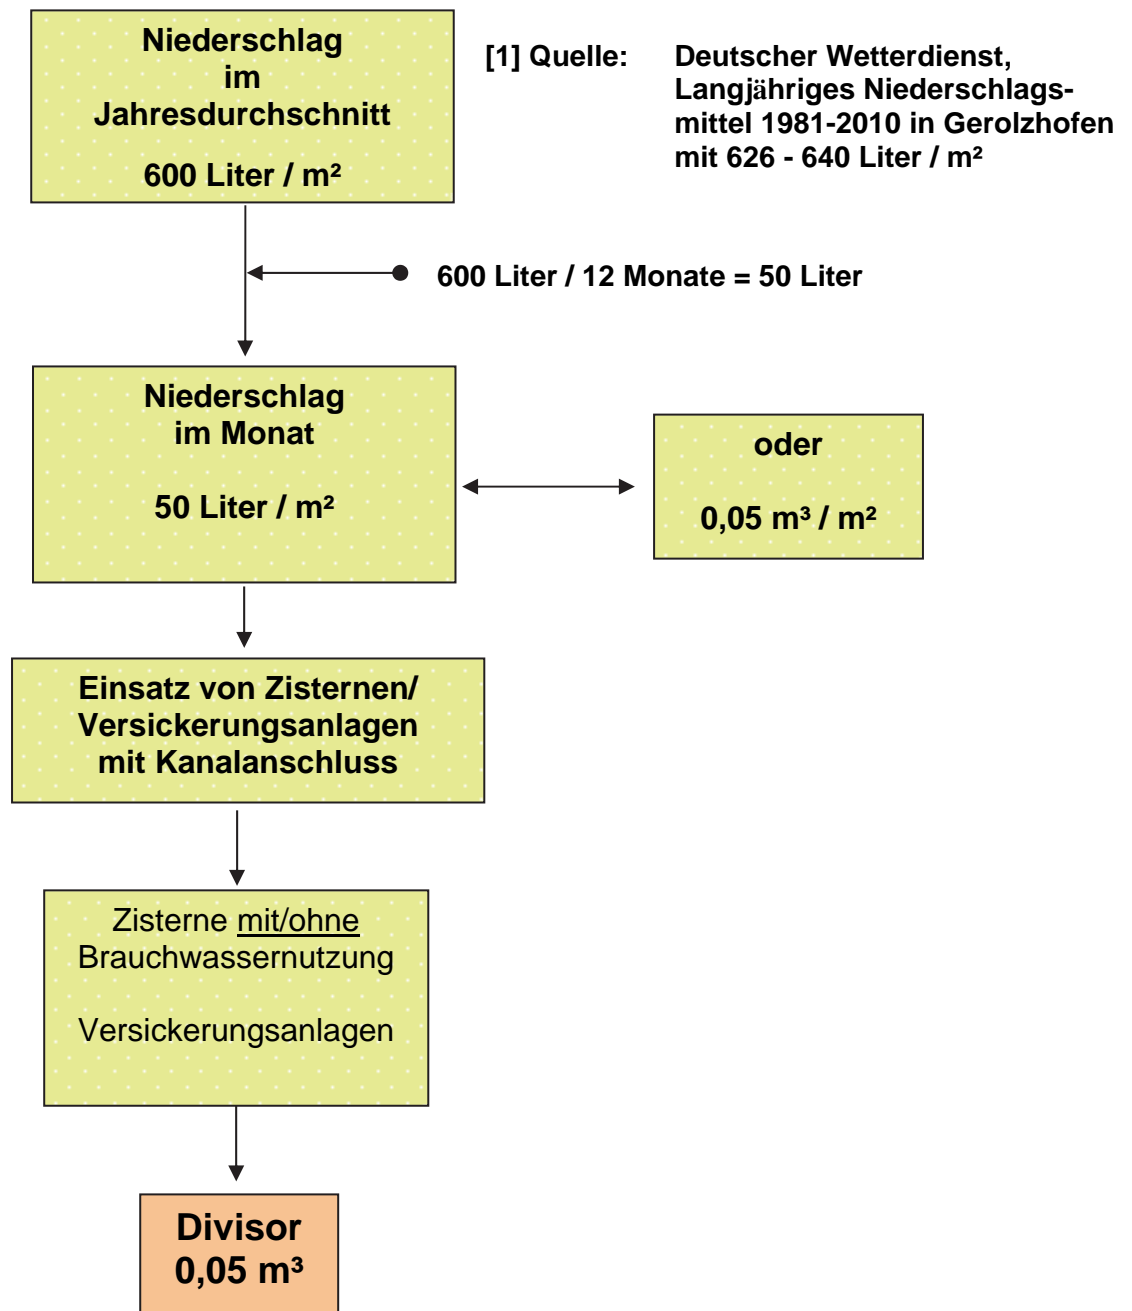 Niederschlag
im
Jahresdurchschnitt
600 Liter / m²
[1] Quelle: Deutscher Wetterdienst,
Langjähriges Niederschlags-
mittel 1981-2010 in Gerolzhofen
mit 626 - 640 Liter / m²
600 Liter / 12 Monate = 50 Liter
Niederschlag
im Monat
50 Liter / m²
oder
0,05 m³ / m²
Einsatz von Zisternen/
Versickerungsanlagen
mit Kanalanschluss
Zisterne mit/ohne
Brauchwassernutzung
Versickerungsanlagen
Divisor
0,05 m³